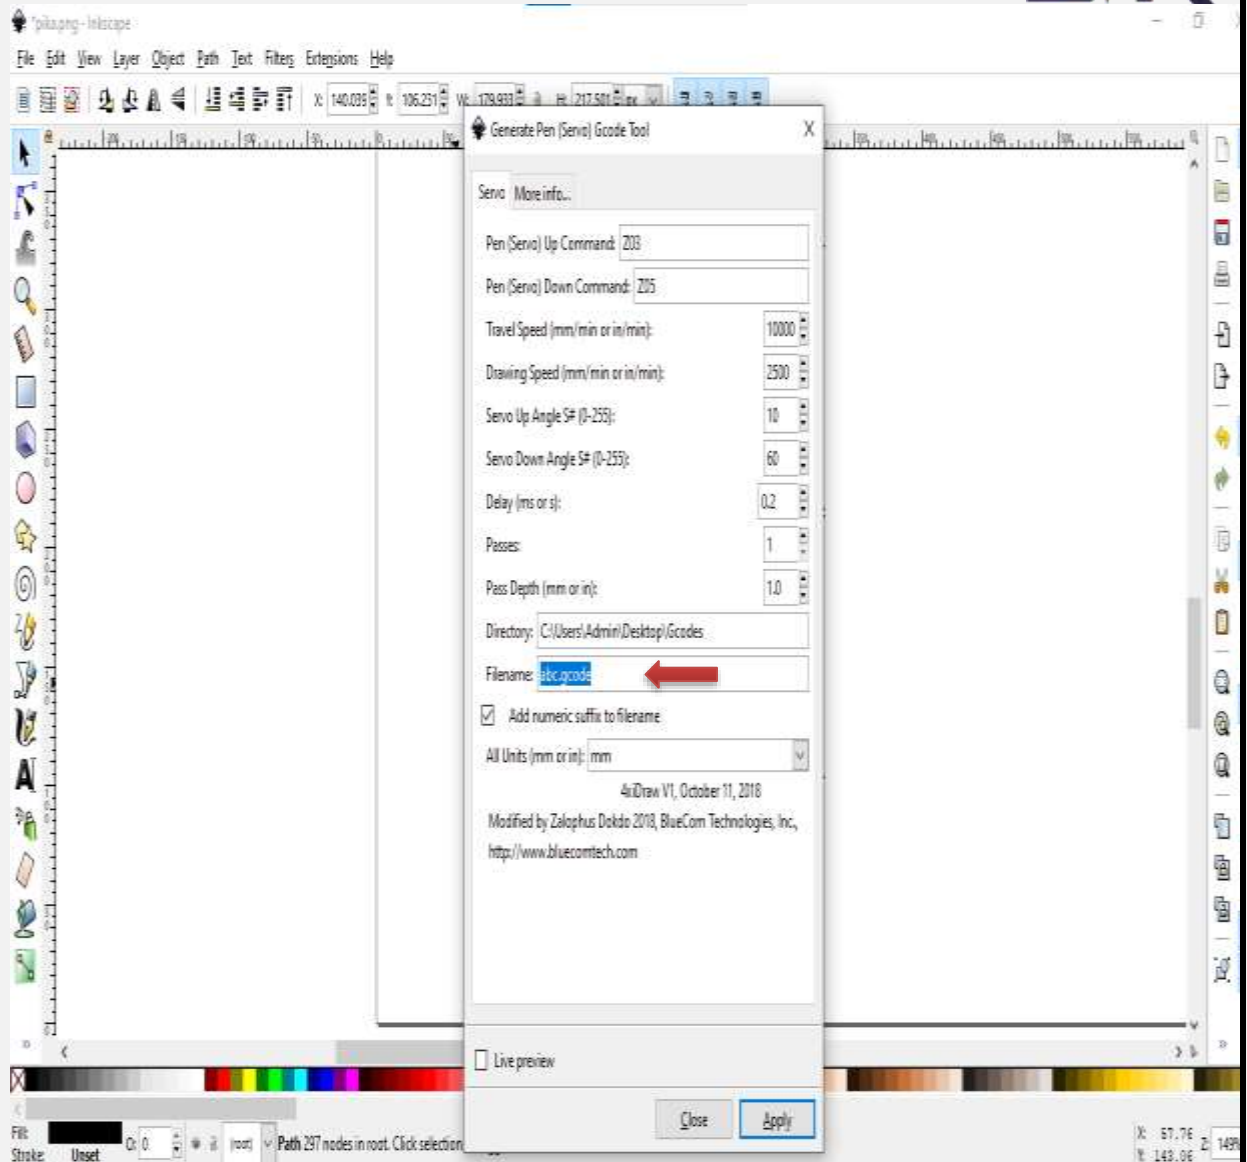 *pika.png - Inkscape
File Edit View Layer Object Path Text Filters Extensions Help
X: 140.039 Y: 106.231 W: 179.933 H: 217.501 px
Generate Pen (Servo) Gcode Tool X
Servo More info...
Pen (Servo) Up Command: Z03
Pen (Servo) Down Command: Z05
Travel Speed (mm/min or in/min): 10000
Drawing Speed (mm/min or in/min): 2500
Servo Up Angle S# (0-255): 10
Servo Down Angle S# (0-255): 60
Delay (ms or s): 0.2
Passes: 1
Pass Depth (mm or in): 1.0
Directory: C:\Users\Admin\Desktop\Gcodes
Filename: abc.gcode
Add numeric suffix to filename
All Units (mm or in): mm
4xiDraw V1, October 11, 2018
Modified by Zalophus Dokdo 2018, BlueCom Technologies, Inc.,
http://www.bluecomtech.com
Live preview
Close Apply
Fill:
Stroke: Unset
O: 0
(root)
Path 297 nodes in root. Click selection
X: 57.76
Y: 143.06
Z: 149%